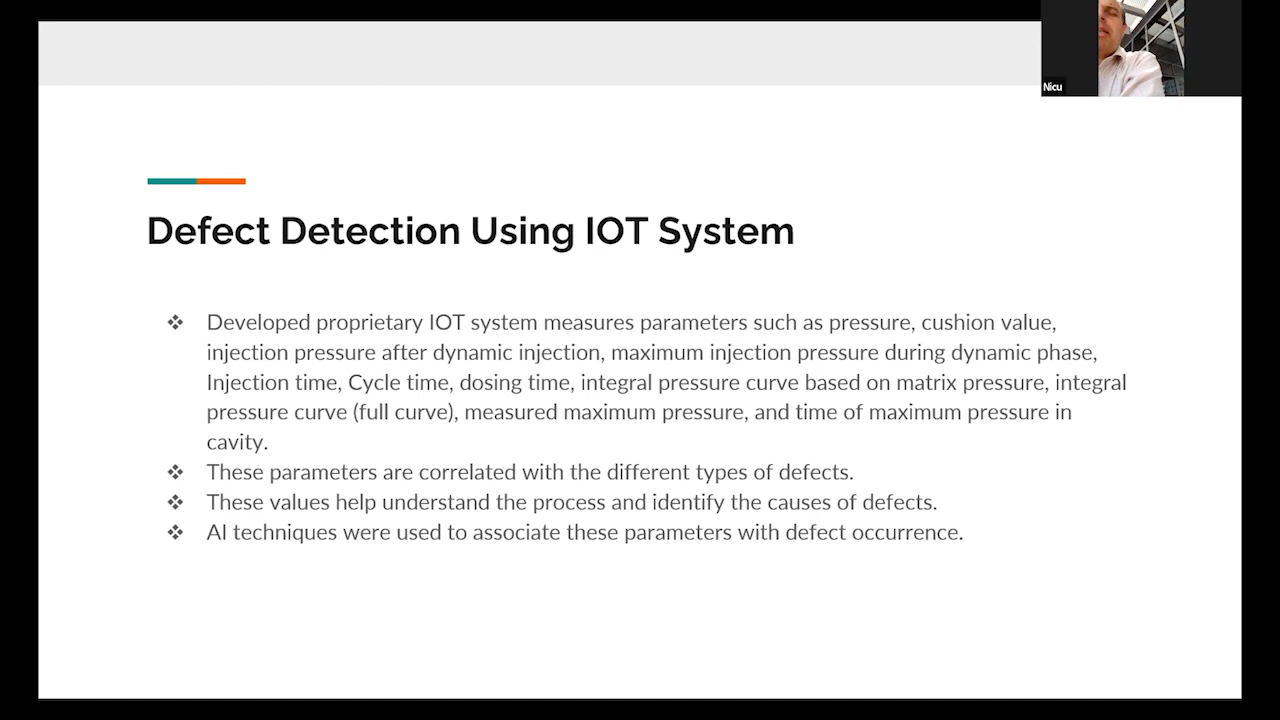 Nicu
Defect Detection Using IOT System
❖ Developed proprietary IOT system measures parameters such as pressure, cushion value,
injection pressure after dynamic injection, maximum injection pressure during dynamic phase,
Injection time, Cycle time, dosing time, integral pressure curve based on matrix pressure, integral
pressure curve (full curve), measured maximum pressure, and time of maximum pressure in
cavity.
❖ These parameters are correlated with the different types of defects.
❖ These values help understand the process and identify the causes of defects.
❖ AI techniques were used to associate these parameters with defect occurrence.